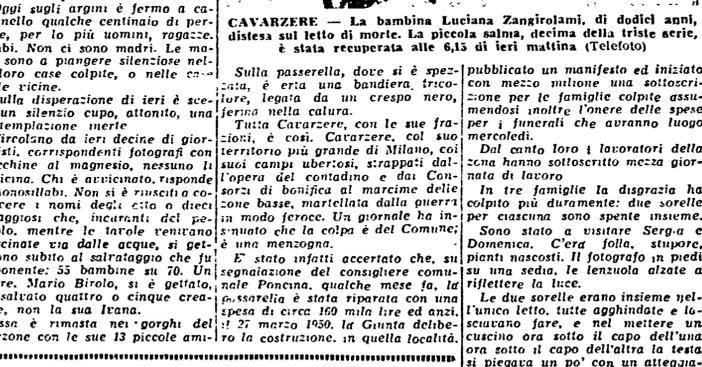 Oggi sugli argini è fermo a ca-
nello qualche centinaio di per-
e, per lo più uomini, ragazze.
abi. Non ci sono madri. Le ma-
sono a piangere silenziose nel-
loro case colpite, o nelle
le vicine.
ulla disperazione di ieri è sce-
un silenzio cupo, attonito, una
templazione inerte
Circolano da ieri decine di gior-
isti, corrispondenti fotografi con
cchine al magnesio, nessuno li
icina. Chi è avvicinato, risponde
monosillabi. Non si è riusciti a co-
cere i nomi degli otto o dieci
aggiosi che, incuranti del pe-
lo, mentre le tavole venivano
cinate via dalle acque, si get-
ono subito al salvataggio che fu
ponente: 55 bambine su 70. Un
re, Mario Birolo, si è gettato,
salvato quattro o cinque crea-
e, non la sua Ivana.
ssa è rimasta nei gorghi del
rzone con le sue 13 piccole ami-
CAVARZERE — La bambina Luciana Zangirolami, di dodici anni,
distesa sul letto di morte. La piccola salma, decima della triste serie,
è stata recuperata alle 6,15 di ieri mattina (Telefoto)
Sulla passerella, dove si è spez-
zata, è erta una bandiera trico-
lore, legata da un crespo nero,
ferma nella calura.
Tutta Cavarzere, con le sue fra-
zioni, è così. Cavarzere, col suo
territorio più grande di Milano, coi
suoi campi ubertosi, strappati dal-
l'opera del contadino e dai Con-
sorzi di bonifica al marcime delle
zone basse, martellata dalla guerra
in modo feroce. Un giornale ha in-
sinuato che la colpa è del Comune;
è una menzogna.
E' stato infatti accertato che, su
segnalazione del consigliere comu-
nale Poncina, qualche mese fa, la
passarella è stata riparata con una
spesa di circa 160 mila lire ed anzi,
il 27 marzo 1950, la Giunta delibe-
ro la costruzione, in quella località,
pubblicato un manifesto ed iniziato
con mezzo milione una sottoscri-
zione per le famiglie colpite assu-
mendosi inoltre l'onere delle spese
per i funerali che avranno luogo
mercoledì.
Dal canto loro i lavoratori della
zona hanno sottoscritto mezza gior-
nata di lavoro
In tre famiglie la disgrazia ha
colpito più duramente: due sorelle
per ciascuna sono spente insieme.
Sono stato a visitare Sergia e
Domenica. C'era folla, stupore,
pianti nascosti. Il fotografo in piedi
su una sedia, le lenzuola alzate a
riflettere la luce.
Le due sorelle erano insieme nel-
l'unico letto, tutte agghindate e la-
sciavano fare, e nel mettere un
cuscino ora sotto il capo dell'una
ora sotto il capo dell'altra la testa
si piegava un po' con un atteggia-